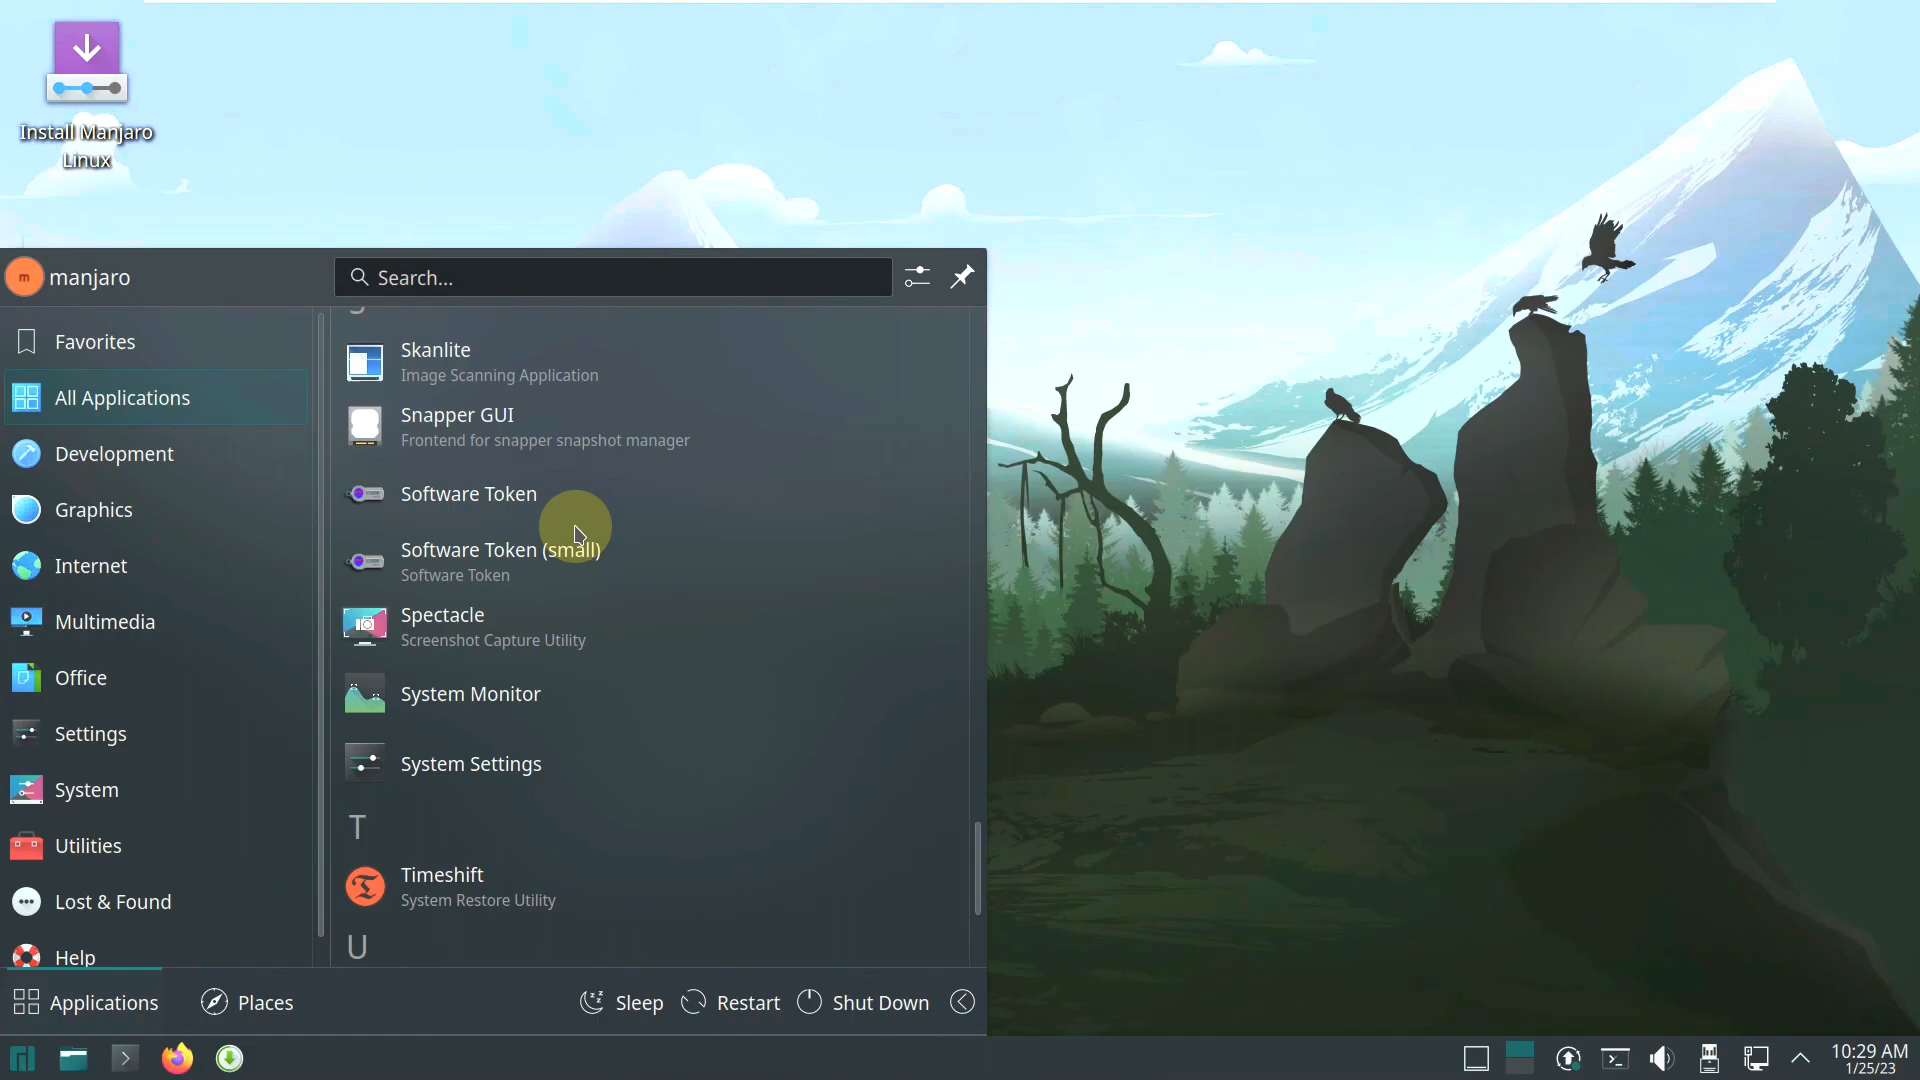 Install Manjaro
Linux
m
manjaro
Search...
Favorites
All Applications
Development
Graphics
Internet
Multimedia
Office
Settings
System
Utilities
Lost & Found
Help
Skanlite
Image Scanning Application
Snapper GUI
Frontend for snapper snapshot manager
Software Token
Software Token (small)
Software Token
Spectacle
Screenshot Capture Utility
System Monitor
System Settings
T
Timeshift
System Restore Utility
U
Applications
Places
Sleep
Restart
Shut Down
10:29 AM
1/25/23